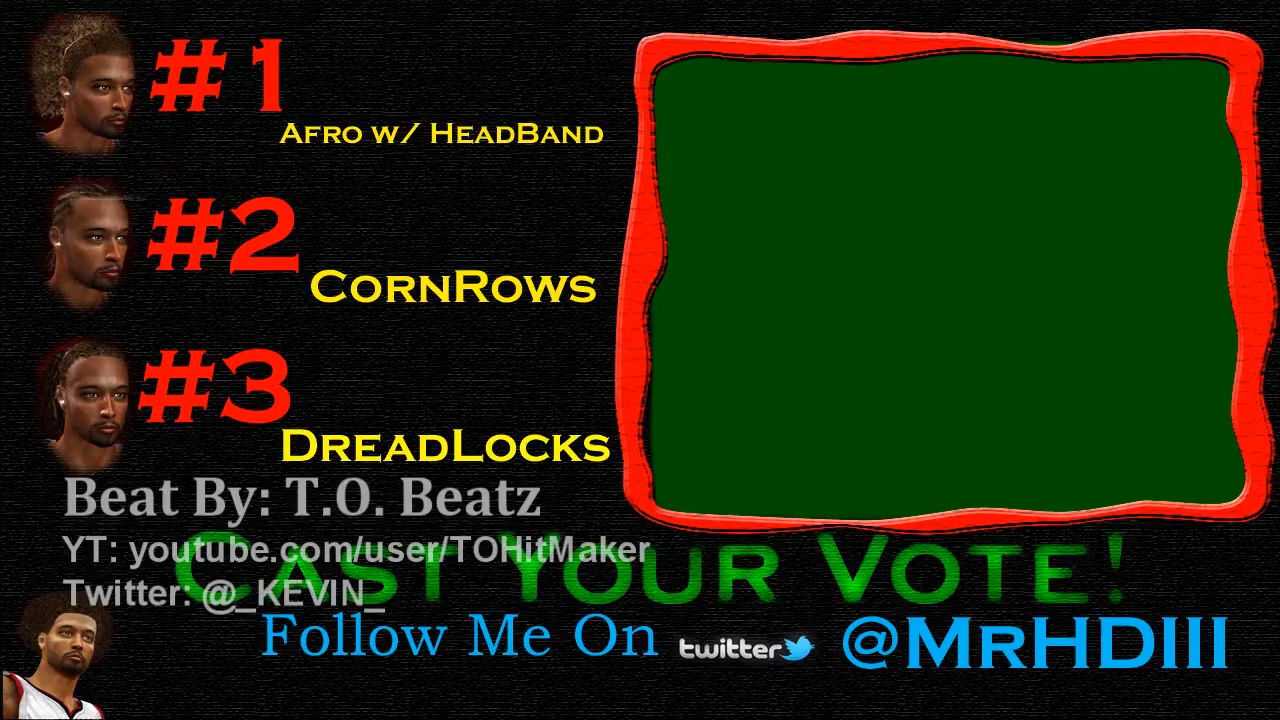 #1
Afro w/ HeadBand
#2
CornRows
#3
DreadLocks
Beat By: T.O. Beatz
YT: youtube.com/user/TOHitMaker
Cast Your Vote!
Twitter: @_KEVIN_
Follow Me On twitter @MrHDIII